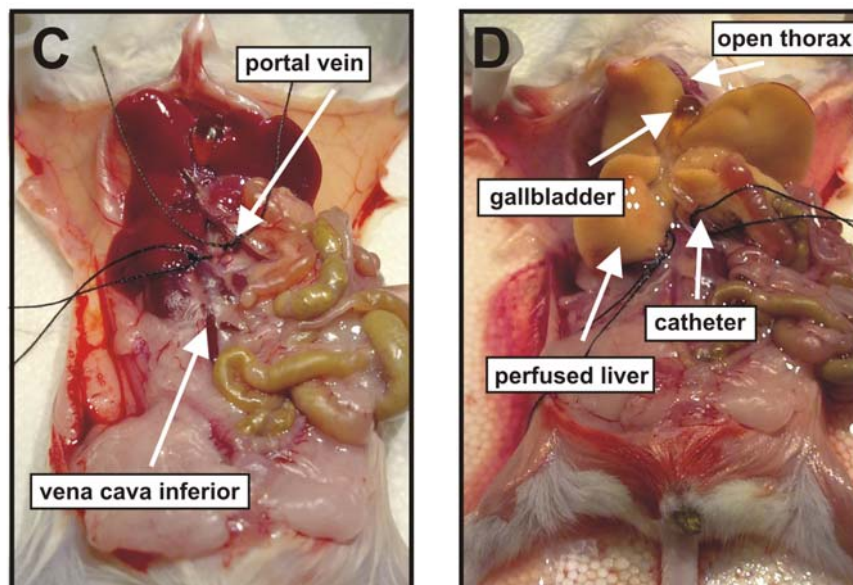 C
portal vein
vena cava inferior
D
open thorax
gallbladder
catheter
perfused liver